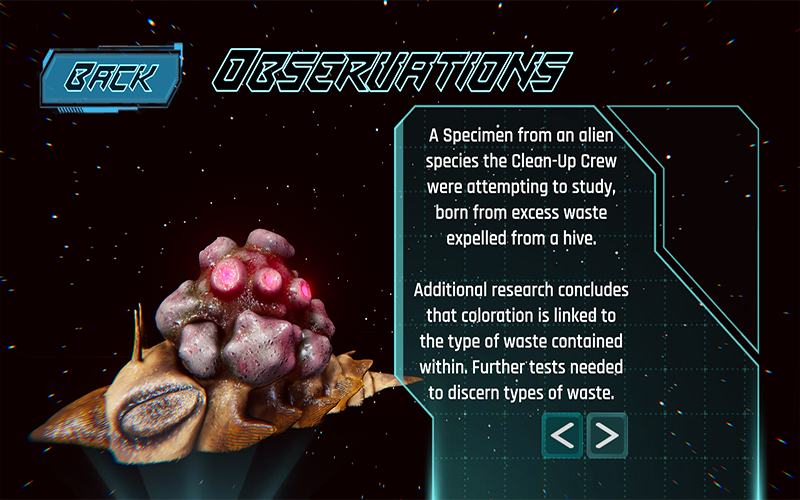 BACK
OBSERVATIONS
A Specimen from an alien
species the Clean-Up Crew
were attempting to study,
born from excess waste
expelled from a hive.
Additional research concludes
that coloration is linked to
the type of waste contained
within. Further tests needed
to discern types of waste.
< >